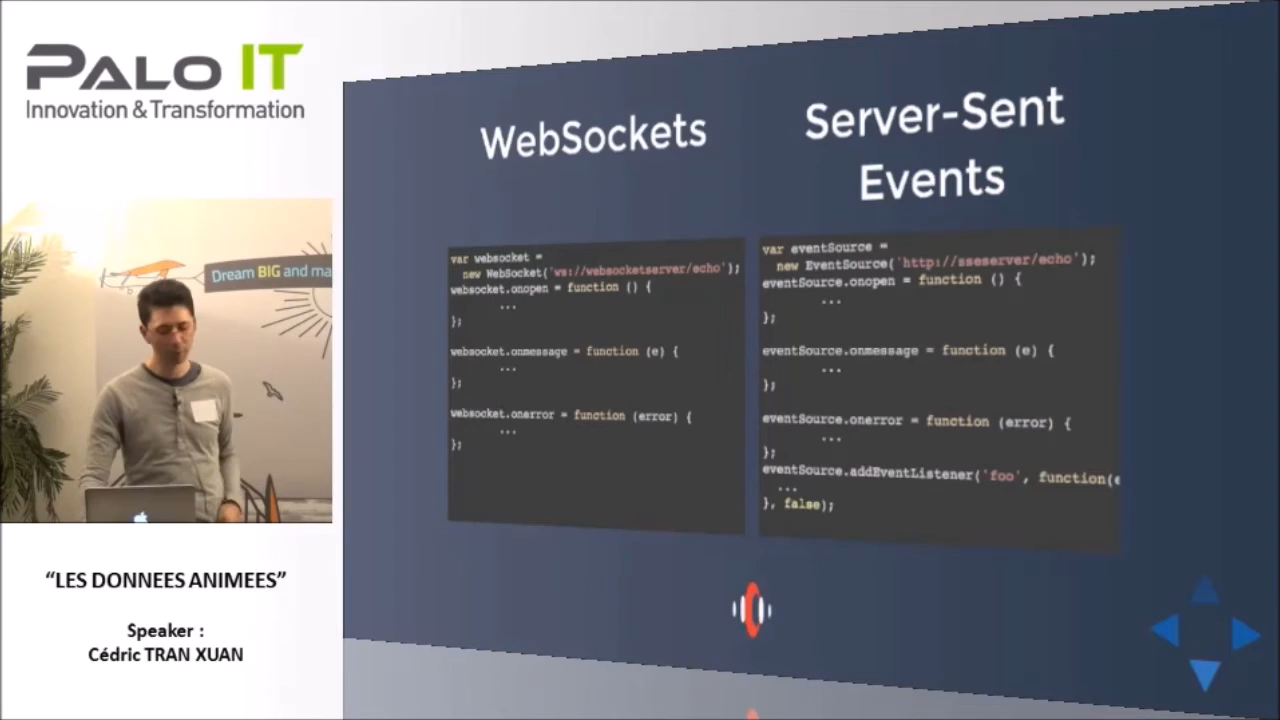 PALO IT
Innovation & Transformation
Dream BIG and ma
“LES DONNEES ANIMEES”
Speaker :
Cédric TRAN XUAN
WebSockets
var websocket =
new WebSocket('ws://websocketserver/echo');
websocket.onopen = function () {
...
};
websocket.onmessage = function (e) {
...
};
websocket.onerror = function (error) {
...
};
Server-Sent
Events
var eventSource =
new EventSource('http://sseserver/echo');
eventSource.onopen = function () {
...
};
eventSource.onmessage = function (e) {
...
};
eventSource.onerror = function (error) {
...
};
eventSource.addEventListener('foo', function(e
...
}, false);